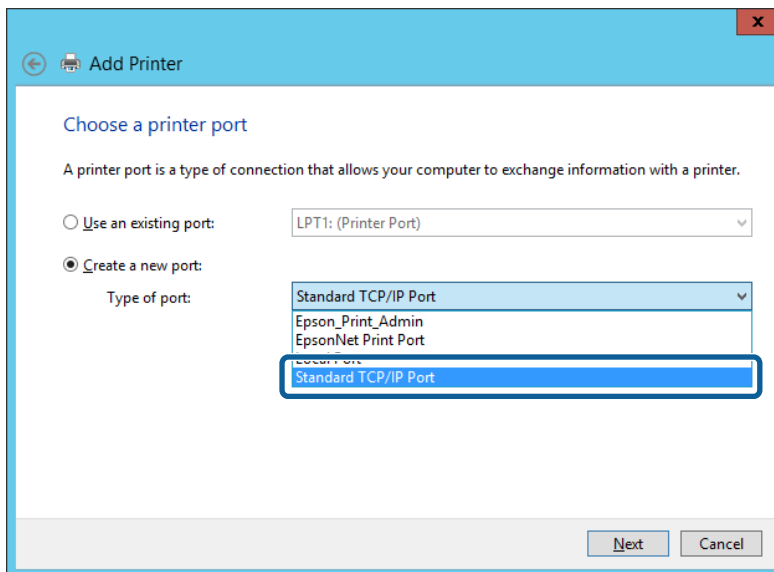 x
Add Printer
Choose a printer port
A printer port is a type of connection that allows your computer to exchange information with a printer.
Use an existing port: LPT1: (Printer Port)
Create a new port:
Type of port: Standard TCP/IP Port
Epson_Print_Admin
EpsonNet Print Port
Local Port
Standard TCP/IP Port
Next Cancel